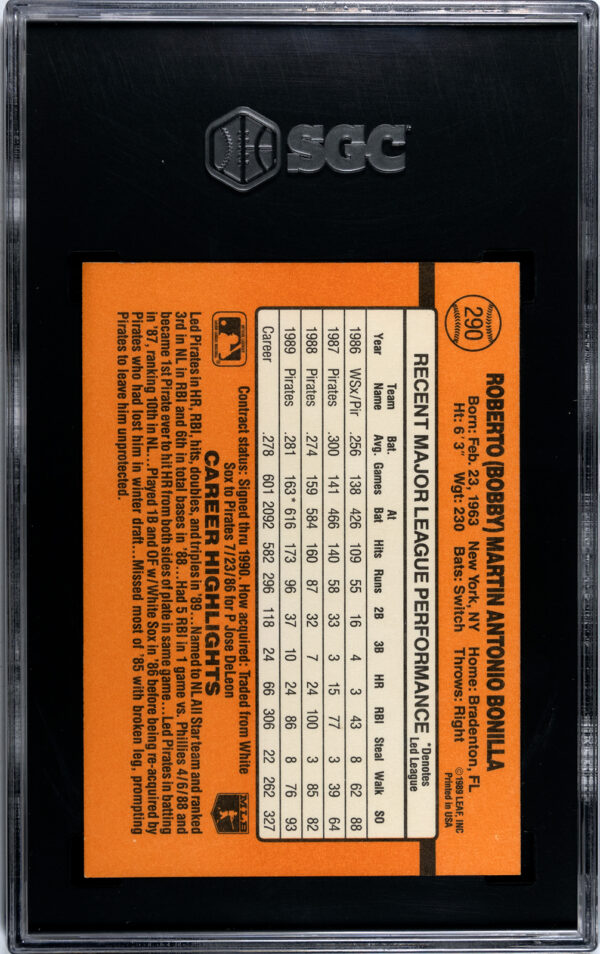 SGC
290
ROBERTO (BOBBY) MARTIN ANTONIO BONILLA
Born: Feb. 23, 1963 New York, NY Home: Bradenton, FL
Ht: 6' 3" Wgt: 230 Bats: Switch Throws: Right
©1989 LEAF, INC.
Printed in USA
RECENT MAJOR LEAGUE PERFORMANCE *Denotes Led League
Year Team Name Bat. Avg. Games At Bat Hits Runs 2B 3B HR RBI Steal Walk SO
1986 WSx/Pir .256 138 426 109 55 16 4 3 43 8 62 88
1987 Pirates .300 141 466 140 58 33 3 15 77 3 39 64
1988 Pirates .274 159 584 160 87 32 7 24 100 3 85 82
1989 Pirates .281 163* 616 173 96 37 10 24 86 8 76 93
Career .278 601 2092 582 296 118 24 66 306 22 262 327
Contract status: Signed thru 1990. How acquired: Traded from White
Sox to Pirates 7/23/86 for P Jose DeLeon
CAREER HIGHLIGHTS
MLB
Led Pirates in HR, RBI, hits, doubles, and triples in '89...Named to NL All Star team and ranked
3rd in NL in RBI and 6th in total bases in '88...Had 5 RBI in 1 game vs. Phillies 4/6/88 and
became 1st Pirate ever to hit HR from both sides of plate in same game...Led Pirates in batting
in '87, ranking 10th in NL...Played 1B and OF w/White Sox in '86 before being re-acquired by
Pirates who had lost him in winter draft...Missed most of '85 with broken leg, prompting
Pirates to leave him unprotected.